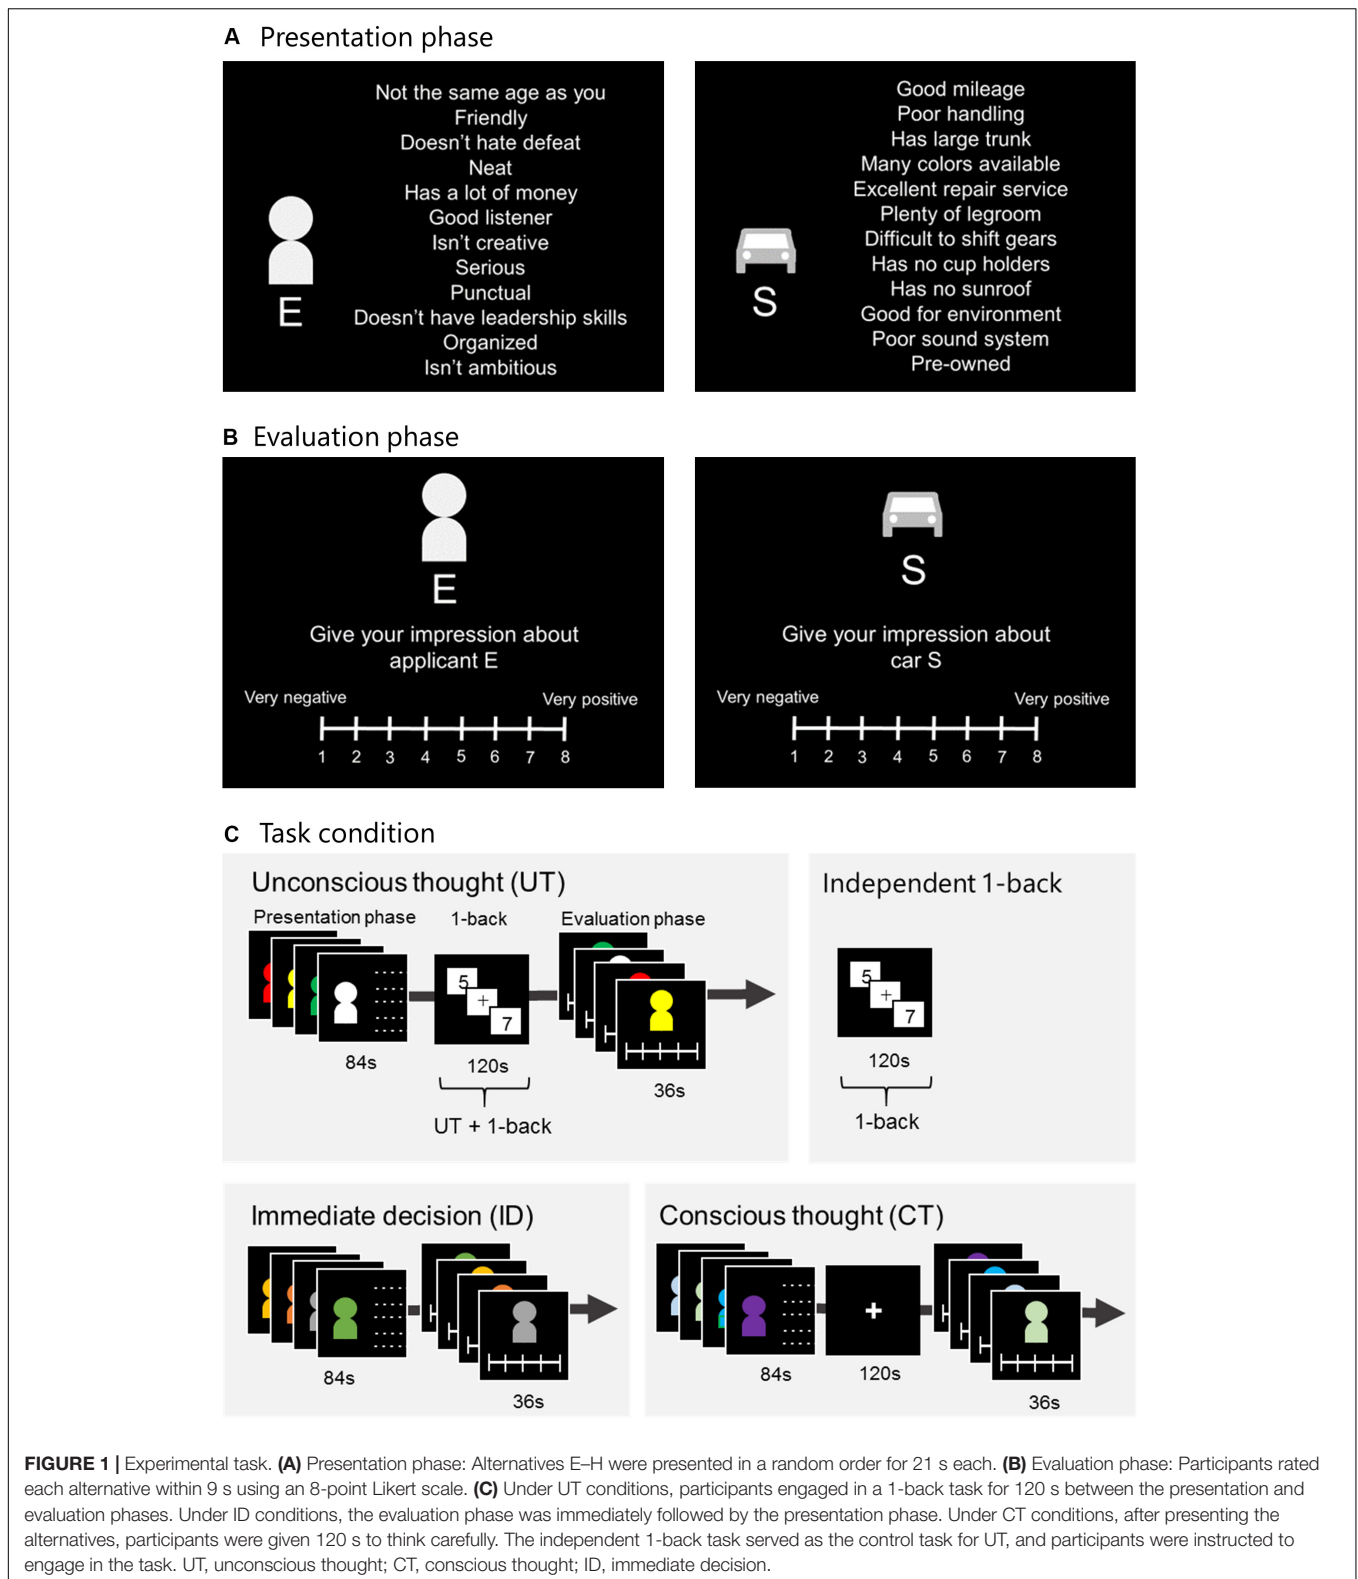 A Presentation phase
Not the same age as you
Friendly
Doesn't hate defeat
Neat
Has a lot of money
Good listener
Isn't creative
Serious
Punctual
Doesn't have leadership skills
Organized
Isn't ambitious
E
Good mileage
Poor handling
Has large trunk
Many colors available
Excellent repair service
Plenty of legroom
Difficult to shift gears
Has no cup holders
Has no sunroof
Good for environment
Poor sound system
Pre-owned
S
B Evaluation phase
E
Give your impression about
applicant E
Very negative Very positive
1 2 3 4 5 6 7 8
S
Give your impression about
car S
Very negative Very positive
1 2 3 4 5 6 7 8
C Task condition
Unconscious thought (UT)
Presentation phase 1-back Evaluation phase
5
+
7
84s 120s 36s
UT + 1-back
Independent 1-back
5
+
7
120s
1-back
Immediate decision (ID)
84s 36s
Conscious thought (CT)
+
84s 120s 36s
FIGURE 1 | Experimental task. (A) Presentation phase: Alternatives E–H were presented in a random order for 21 s each. (B) Evaluation phase: Participants rated
each alternative within 9 s using an 8-point Likert scale. (C) Under UT conditions, participants engaged in a 1-back task for 120 s between the presentation and
evaluation phases. Under ID conditions, the evaluation phase was immediately followed by the presentation phase. Under CT conditions, after presenting the
alternatives, participants were given 120 s to think carefully. The independent 1-back task served as the control task for UT, and participants were instructed to
engage in the task. UT, unconscious thought; CT, conscious thought; ID, immediate decision.